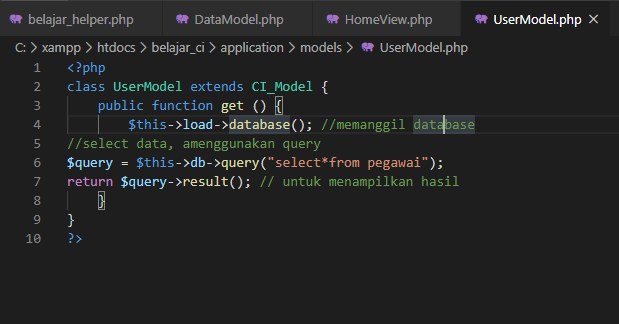 belajar_helper.php DataModel.php HomeView.php UserModel.php ×
C: > xampp > htdocs > belajar_ci > application > models > UserModel.php
1 <?php
2 class UserModel extends CI_Model {
3 public function get () {
4 $this->load->database(); //memanggil database
5 //select data, amenggunakan query
6 $query = $this->db->query("select*from pegawai");
7 return $query->result(); // untuk menampilkan hasil
8 }
9 }
10 ?>